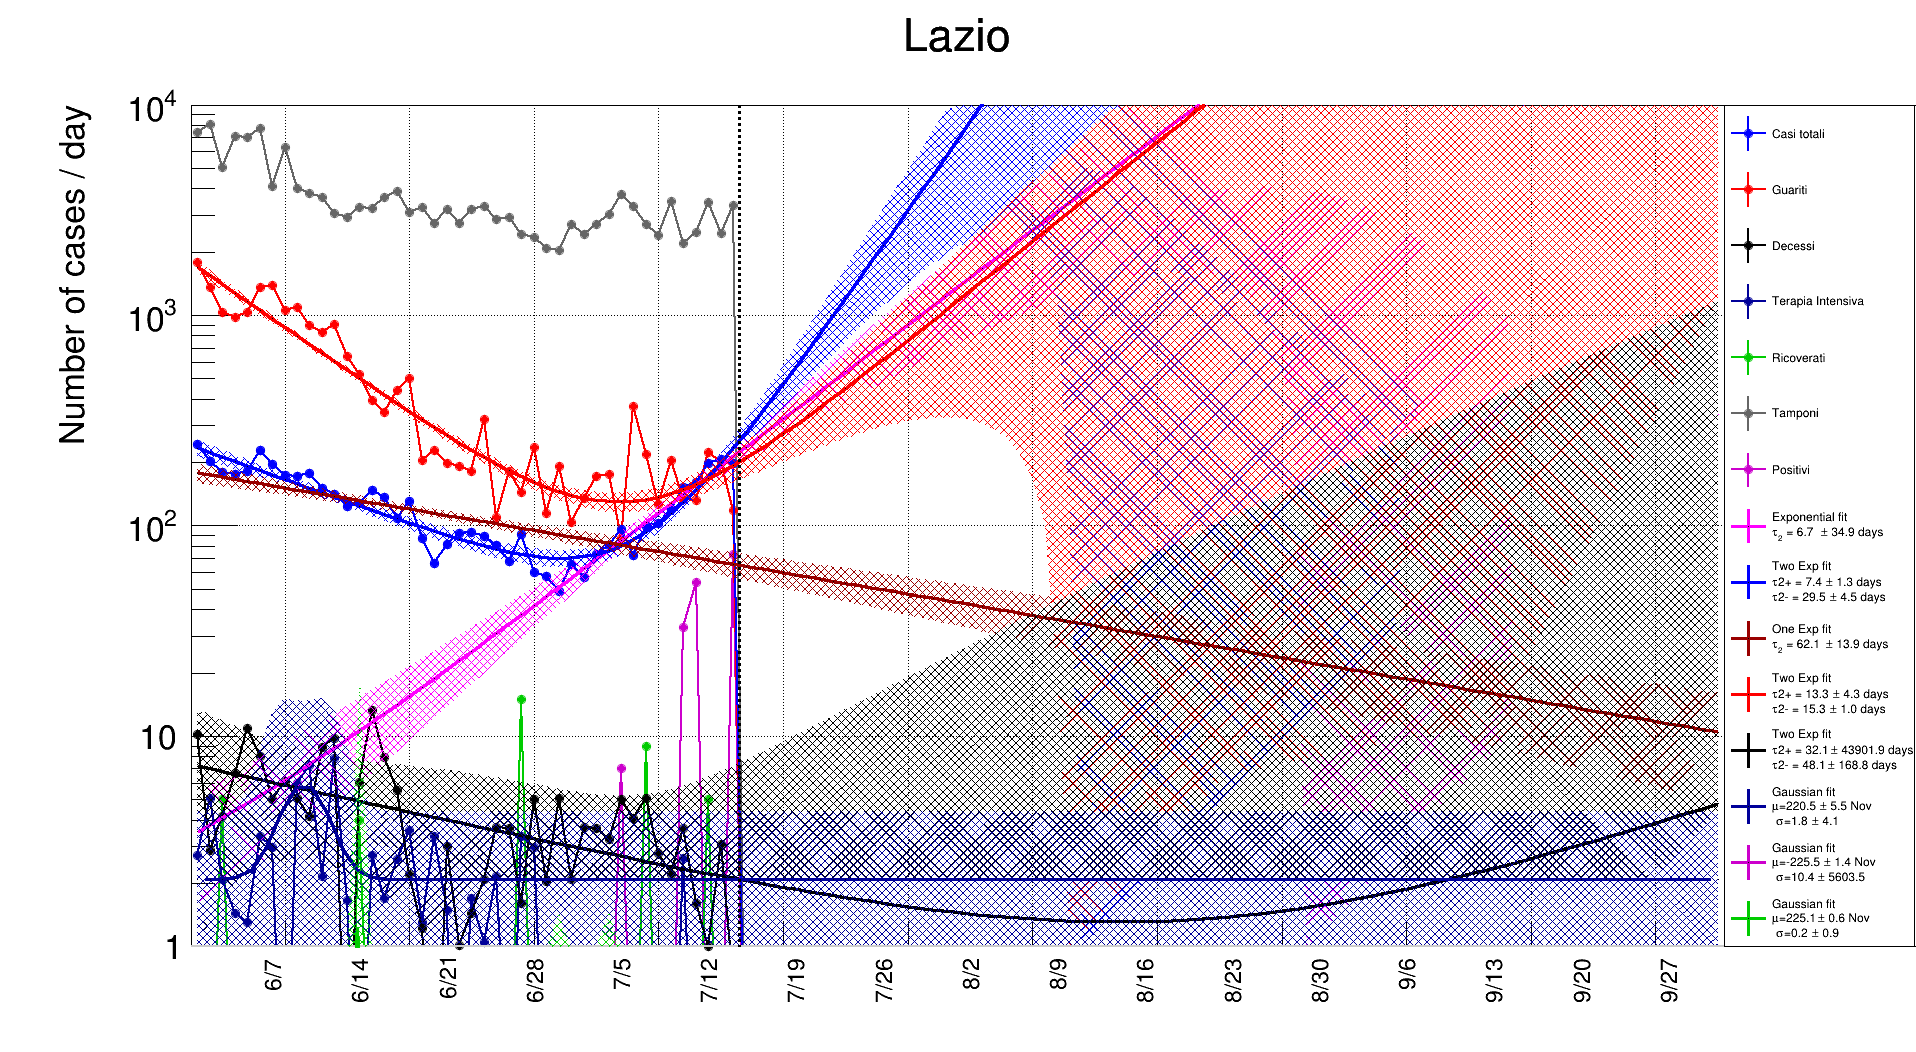 Lazio
Number of cases / day
10^4
10^3
10^2
10
1
6/7
6/14
6/21
6/28
7/5
7/12
7/19
7/26
8/2
8/9
8/16
8/23
8/30
9/6
9/13
9/20
9/27
Casi totali
Guariti
Decessi
Terapia Intensiva
Ricoverati
Tamponi
Positivi
Exponential fit
τ₂ = 6.7 ± 34.9 days
Two Exp fit
τ2+ = 7.4 ± 1.3 days
τ2- = 29.5 ± 4.5 days
One Exp fit
τ₂ = 62.1 ± 13.9 days
Two Exp fit
τ2+ = 13.3 ± 4.3 days
τ2- = 15.3 ± 1.0 days
Two Exp fit
τ2+ = 32.1 ± 43901.9 days
τ2- = 48.1 ± 168.8 days
Gaussian fit
μ=220.5 ± 5.5 Nov
σ=1.8 ± 4.1
Gaussian fit
μ=-225.5 ± 1.4 Nov
σ=10.4 ± 5603.5
Gaussian fit
μ=225.1 ± 0.6 Nov
σ=0.2 ± 0.9